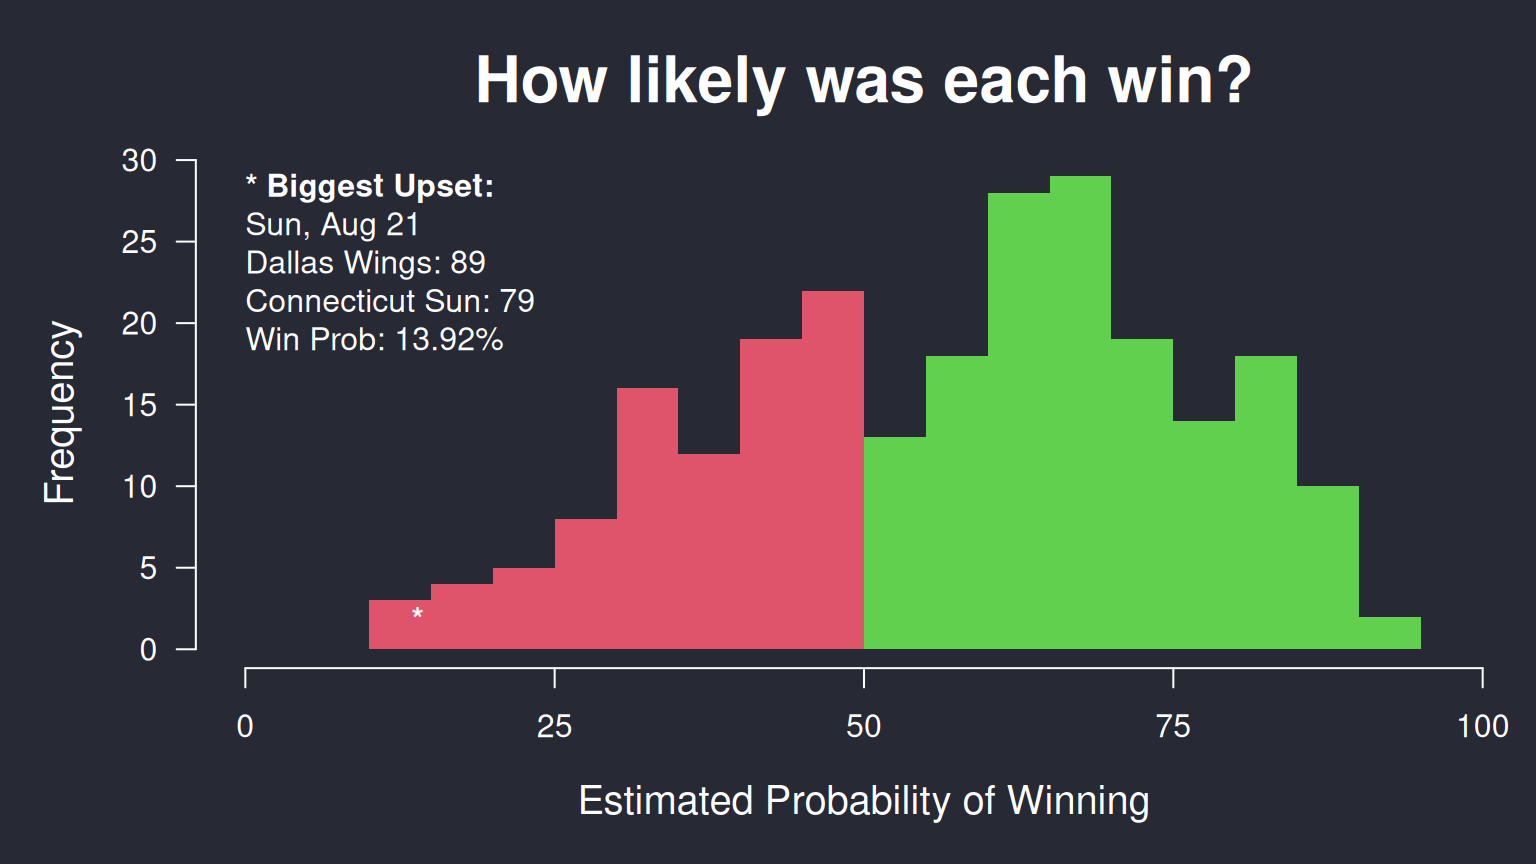 How likely was each win?
30
25
20
15
10
5
0
Frequency
* Biggest Upset:
Sun, Aug 21
Dallas Wings: 89
Connecticut Sun: 79
Win Prob: 13.92%
*
0 25 50 75 100
Estimated Probability of Winning